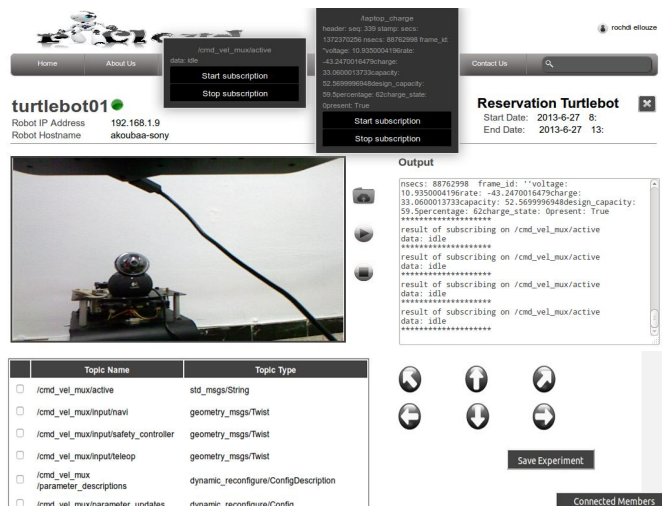 rochdi ellouze
Home
About Us
Contact Us
/cmd_vel_mux/active
data: idle
Start subscription
Stop subscription
/laptop_charge
header: seq: 339 stamp: secs:
1372370256 nsecs: 88762998 frame_id:
"voltage: 10.9350004196rate:
-43.2470016479charge:
33.0600013733capacity:
52.5699996948design_capacity:
59.5percentage: 62charge_state:
0present: True
Start subscription
Stop subscription
turtlebot01
Robot IP Address 192.168.1.9
Robot Hostname akoubaa-sony
Reservation Turtlebot
Start Date: 2013-6-27 8:
End Date: 2013-6-27 13:
Output
nsecs: 88762998 frame_id: ''voltage:
10.9350004196rate: -43.2470016479charge:
33.0600013733capacity: 52.5699996948design_capacity:
59.5percentage: 62charge_state: 0present: True
********************
result of subscribing on /cmd_vel_mux/active
data: idle
********************
result of subscribing on /cmd_vel_mux/active
data: idle
********************
result of subscribing on /cmd_vel_mux/active
data: idle
********************
result of subscribing on /cmd_vel_mux/active
data: idle
********************
Topic Name Topic Type
/cmd_vel_mux/active std_msgs/String
/cmd_vel_mux/input/navi geometry_msgs/Twist
/cmd_vel_mux/input/safety_controller geometry_msgs/Twist
/cmd_vel_mux/input/teleop geometry_msgs/Twist
/cmd_vel_mux
/parameter_descriptions dynamic_reconfigure/ConfigDescription
/cmd_vel_mux/parameter_updates dynamic_reconfigure/Config
Save Experiment
Connected Members